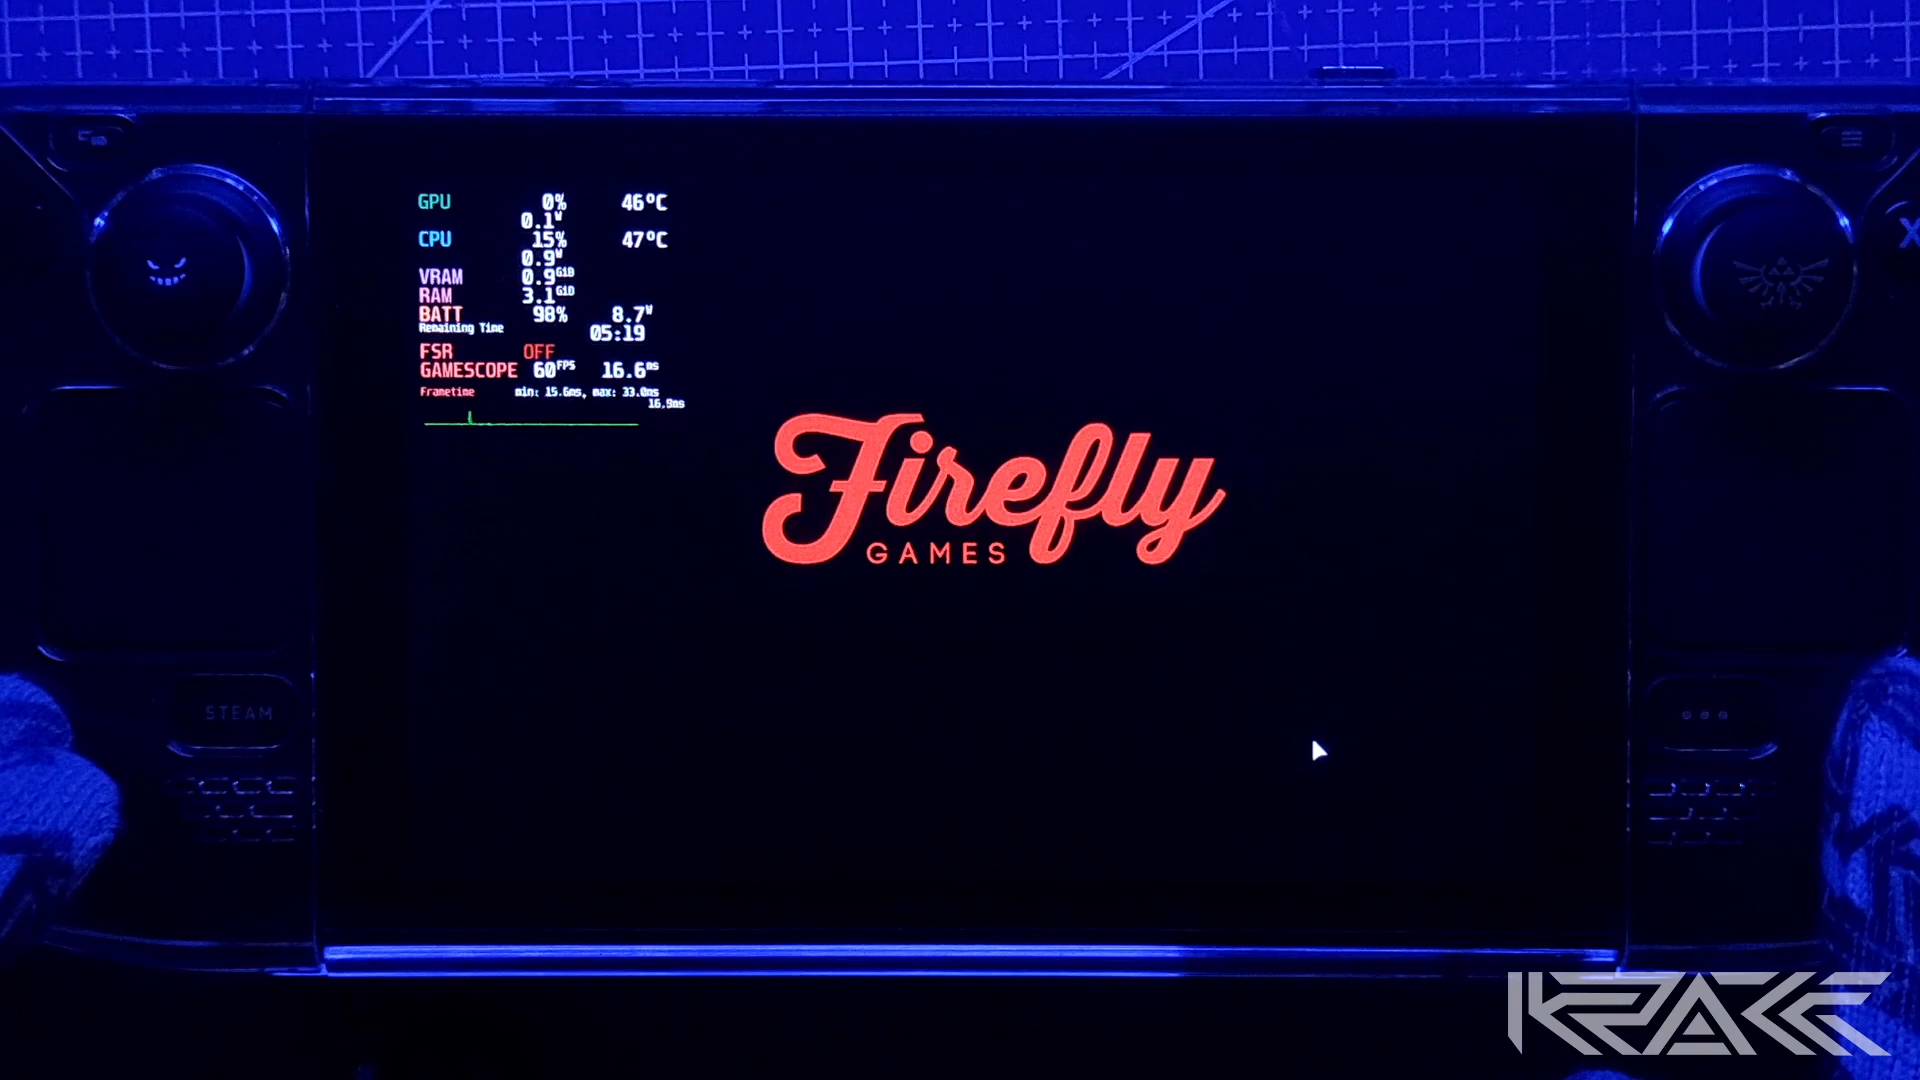 GPU 0% 46°C
0.1W
CPU 15% 47°C
0.9W
VRAM 0.9GiB
RAM 3.1GiB
BATT 98% 8.7W
Remaining Time 05:19
FSR OFF
GAMESCOPE 60FPS 16.6ms
Frametime min: 15.6ms, max: 33.0ms
16.9ms
Firefly
GAMES
X
STEAM